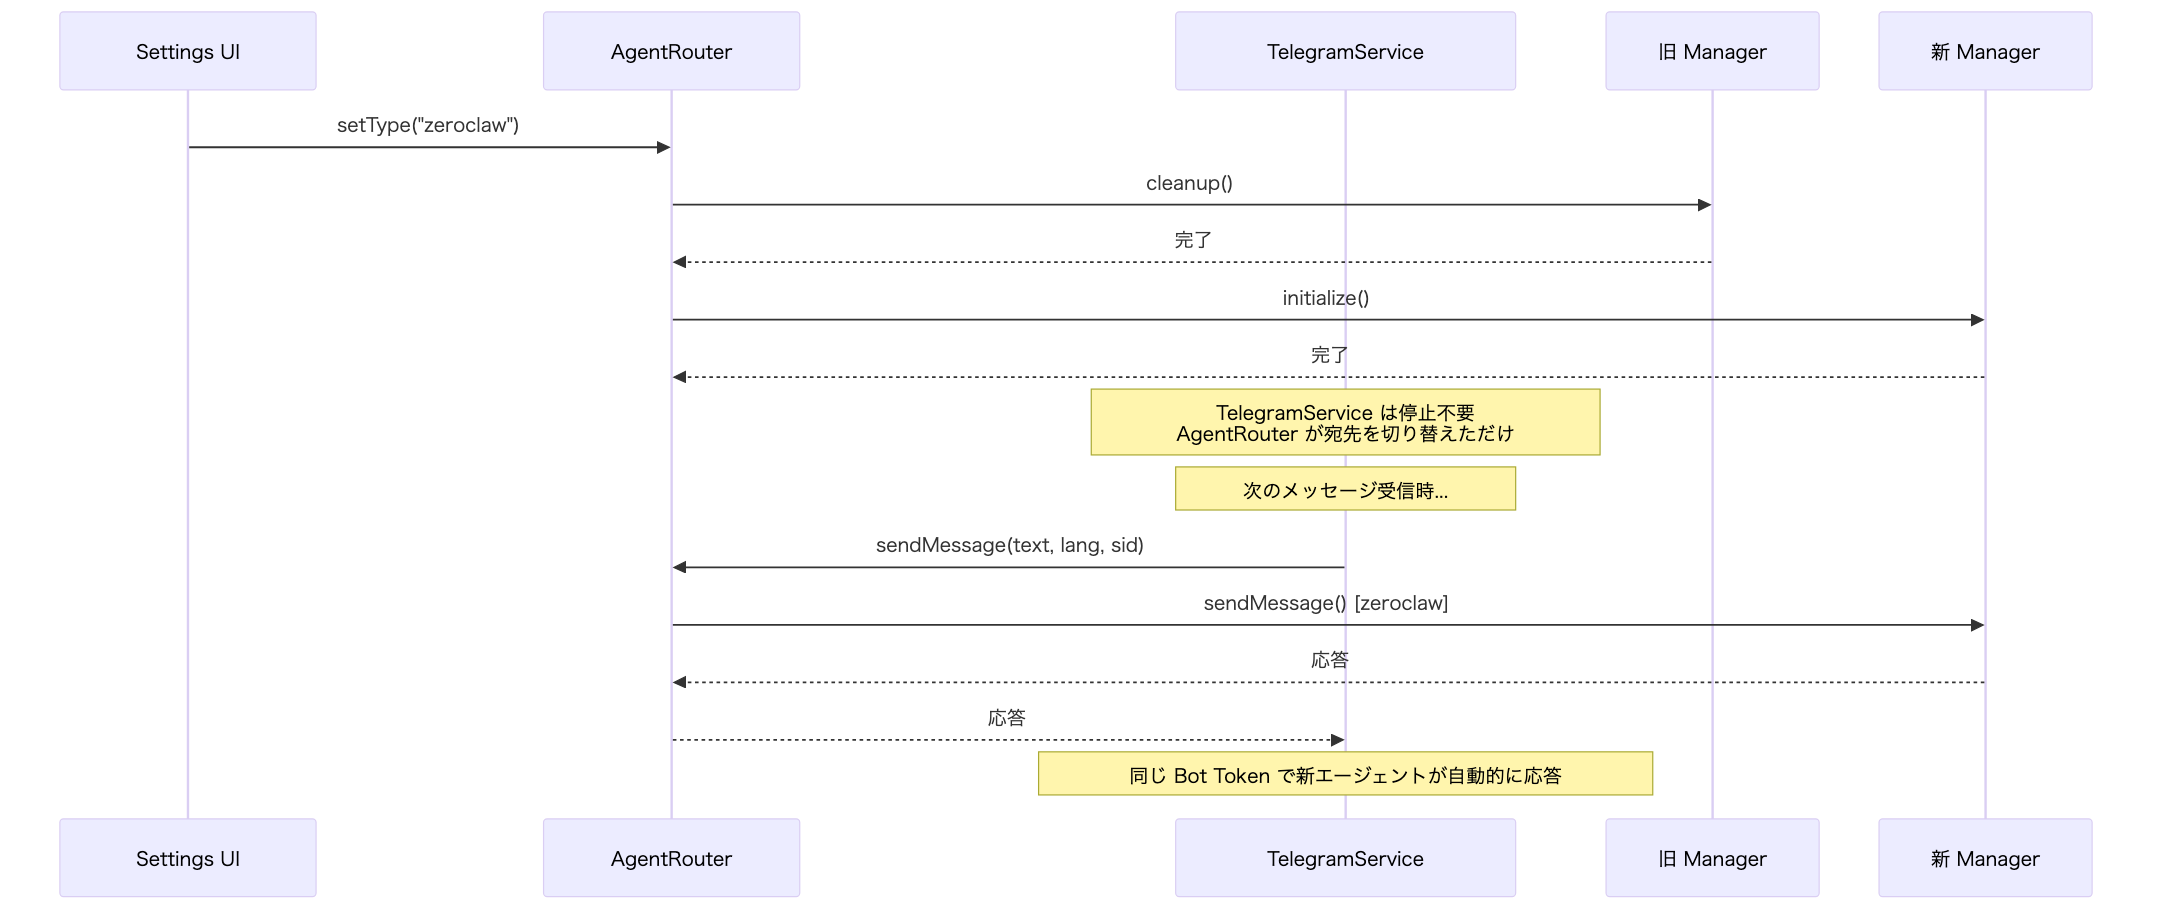 Settings UI
AgentRouter
TelegramService
旧 Manager
新 Manager
setType("zeroclaw")
cleanup()
完了
initialize()
完了
TelegramService は停止不要
AgentRouter が宛先を切り替えただけ
次のメッセージ受信時...
sendMessage(text, lang, sid)
sendMessage() [zeroclaw]
応答
応答
同じ Bot Token で新エージェントが自動的に応答
Settings UI
AgentRouter
TelegramService
旧 Manager
新 Manager